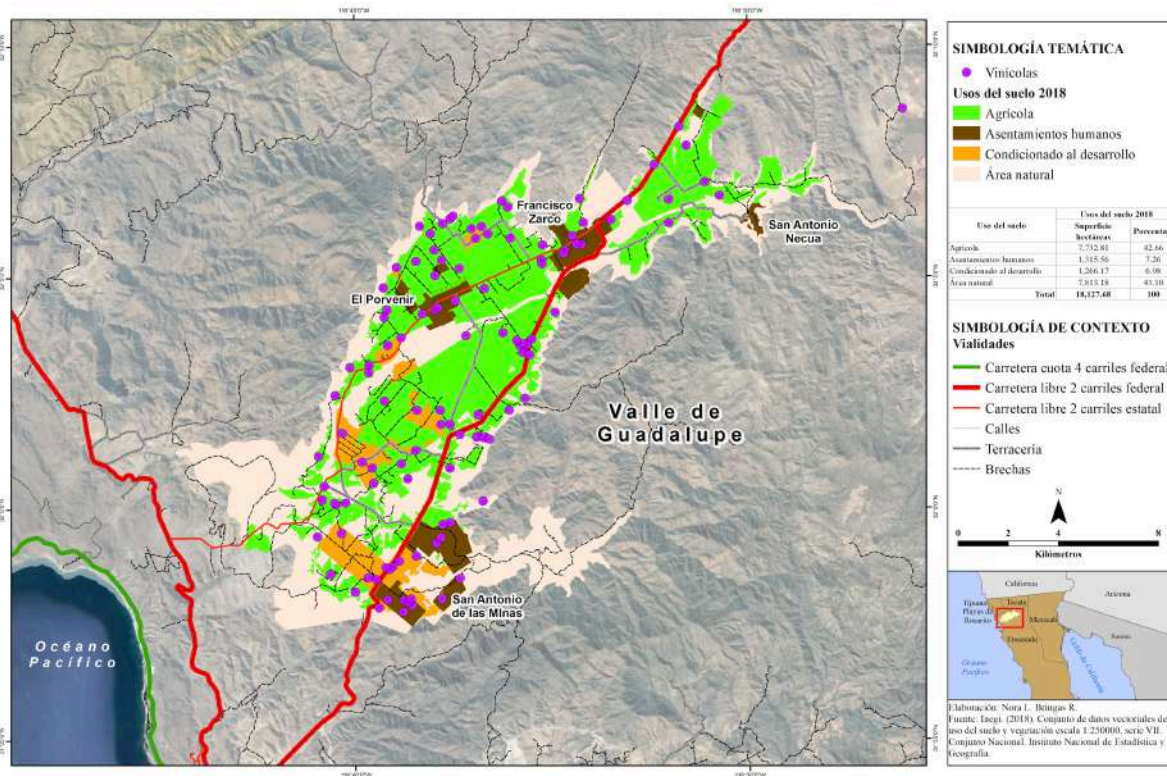 SIMBOLOGÍA TEMÁTICA
Vinícolas
Usos del suelo 2018
Agrícola
Asentamientos humanos
Condicionado al desarrollo
Área natural
Usos del suelo 2018
Uso del suelo Superficie hectáreas Porcenta
Agrícola 7,732.81 42.66
Asentamientos humanos 1,315.56 7.26
Condicionado al desarrollo 1,266.17 6.98
Área natural 7,813.18 43.10
Total 18,127.68 100
SIMBOLOGÍA DE CONTEXTO
Vialidades
Carretera cuota 4 carriles federal
Carretera libre 2 carriles federal
Carretera libre 2 carriles estatal
Calles
Terracería
Brechas
N
0 2 4 8
Kilómetros
Francisco
Zarco
San Antonio
Necua
El Porvenir
Valle de
Guadalupe
San Antonio
de las Minas
Océano
Pacífico
California
Arizona
Tijuana
Tecate
Playas de
Rosarito
Mexicali
Ensenada
Sonora
Océano
Pacífico
Golfo de California
Elaboración: Nora L. Bringas R.
Fuente: Inegi. (2018). Conjunto de datos vectoriales de
uso del suelo y vegetación escala 1:250000, serie VII.
Conjunto Nacional. Instituto Nacional de Estadística y
Geografía.